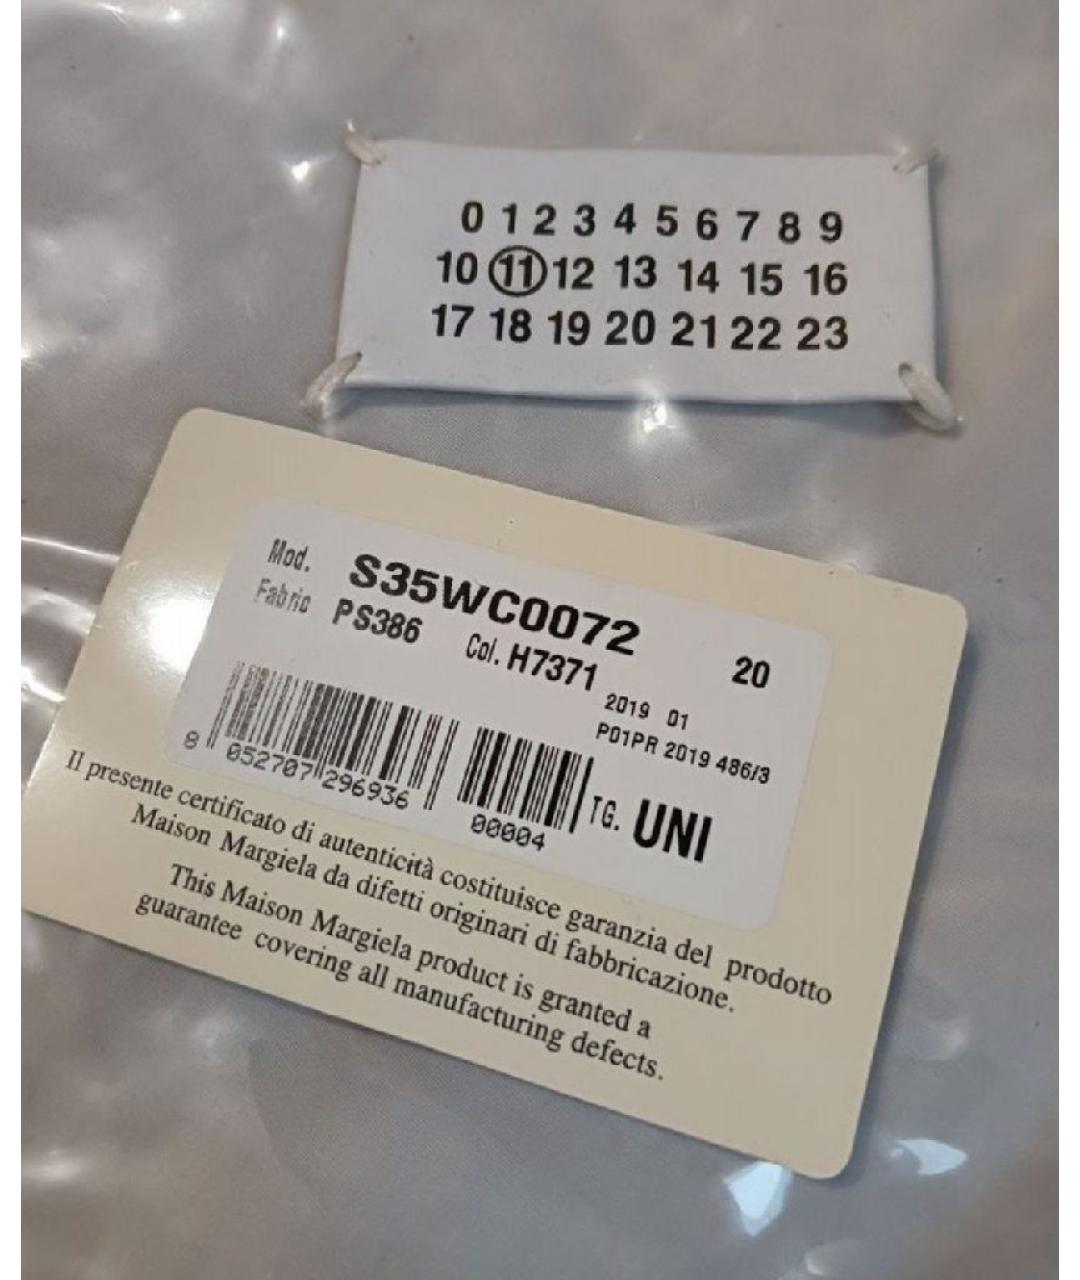 0 1 2 3 4 5 6 7 8 9
10 11 12 13 14 15 16
17 18 19 20 21 22 23
Mod. S35WC0072 20
Fabric PS386 Col. H7371
2019 01
P01PR 2019 486/3
8 052707 296936 00004 TG. UNI
Il presente certificato di autenticità costituisce garanzia del prodotto
Maison Margiela da difetti originari di fabbricazione.
This Maison Margiela product is granted a
guarantee covering all manufacturing defects.